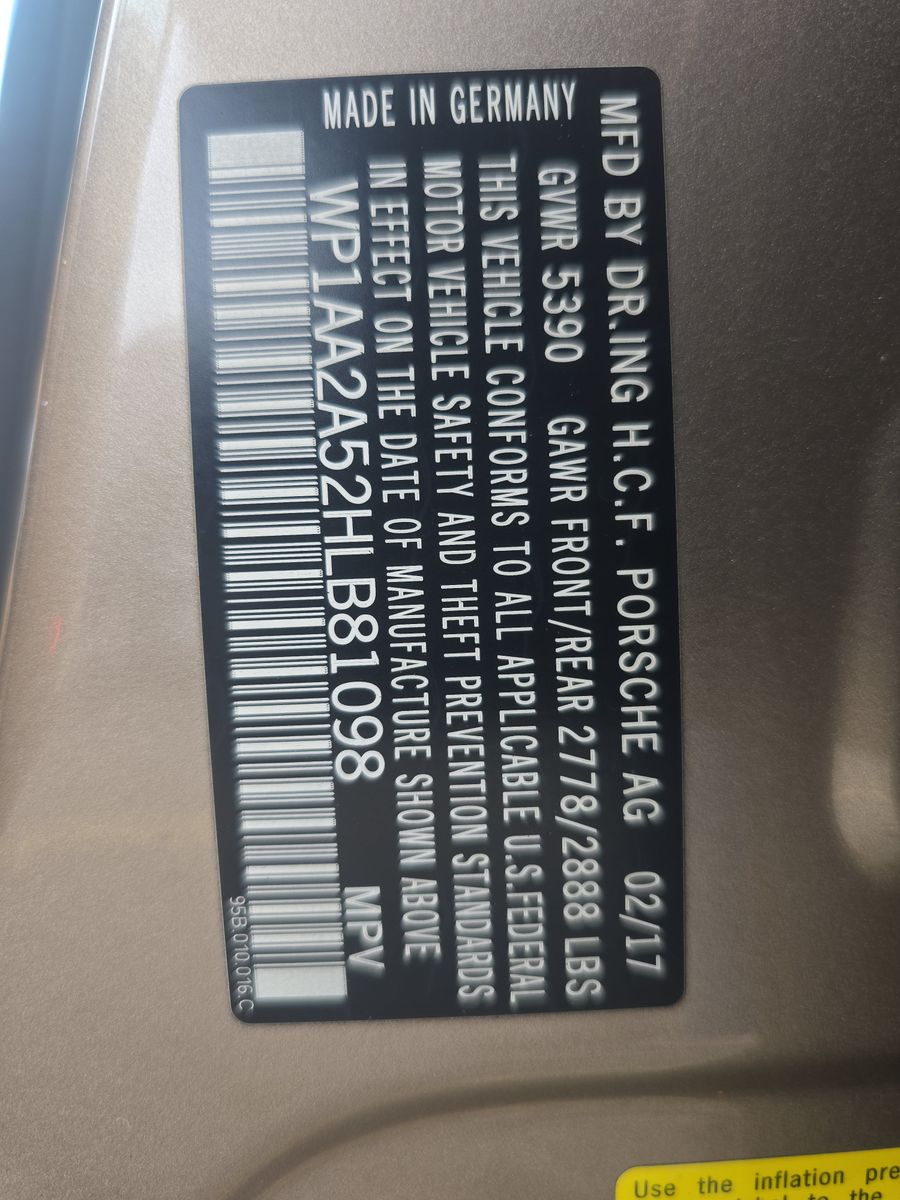 MFD BY DR.ING H.C.F. PORSCHE AG 02/17
GVWR 5390 GAWR FRONT/REAR 2778/2888 LBS
THIS VEHICLE CONFORMS TO ALL APPLICABLE U.S.FEDERAL
MOTOR VEHICLE SAFETY AND THEFT PREVENTION STANDARDS
IN EFFECT ON THE DATE OF MANUFACTURE SHOWN ABOVE
MADE IN GERMANY
WP1AA2A52HLB81098 MPV
95B.010.016.C
Use the inflation pre
to the